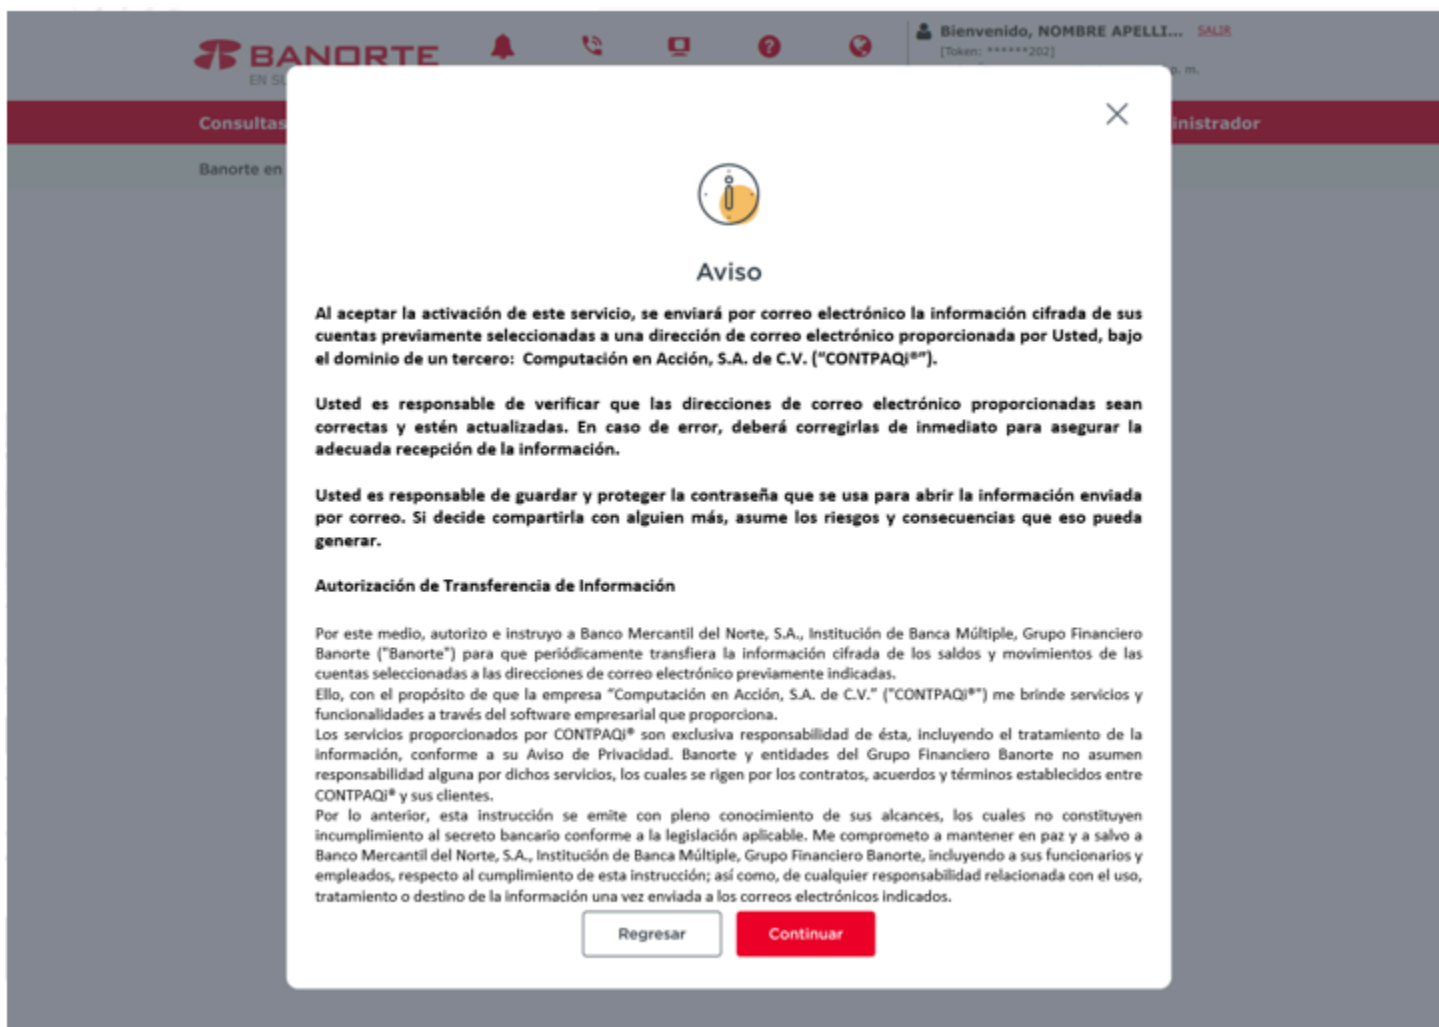 BANORTE
EN SU
Bienvenido, NOMBRE APELLI... SALIR
[Token: ******202]
p. m.
Consultas
inistrador
Banorte en
Aviso
Al aceptar la activación de este servicio, se enviará por correo electrónico la información cifrada de sus
cuentas previamente seleccionadas a una dirección de correo electrónico proporcionada por Usted, bajo
el dominio de un tercero: Computación en Acción, S.A. de C.V. (“CONTPAQi®”).
Usted es responsable de verificar que las direcciones de correo electrónico proporcionadas sean
correctas y estén actualizadas. En caso de error, deberá corregirlas de inmediato para asegurar la
adecuada recepción de la información.
Usted es responsable de guardar y proteger la contraseña que se usa para abrir la información enviada
por correo. Si decide compartirla con alguien más, asume los riesgos y consecuencias que eso pueda
generar.
Autorización de Transferencia de Información
Por este medio, autorizo e instruyo a Banco Mercantil del Norte, S.A., Institución de Banca Múltiple, Grupo Financiero
Banorte ("Banorte") para que periódicamente transfiera la información cifrada de los saldos y movimientos de las
cuentas seleccionadas a las direcciones de correo electrónico previamente indicadas.
Ello, con el propósito de que la empresa “Computación en Acción, S.A. de C.V.” ("CONTPAQi®") me brinde servicios y
funcionalidades a través del software empresarial que proporciona.
Los servicios proporcionados por CONTPAQi® son exclusiva responsabilidad de ésta, incluyendo el tratamiento de la
información, conforme a su Aviso de Privacidad. Banorte y entidades del Grupo Financiero Banorte no asumen
responsabilidad alguna por dichos servicios, los cuales se rigen por los contratos, acuerdos y términos establecidos entre
CONTPAQi® y sus clientes.
Por lo anterior, esta instrucción se emite con pleno conocimiento de sus alcances, los cuales no constituyen
incumplimiento al secreto bancario conforme a la legislación aplicable. Me comprometo a mantener en paz y a salvo a
Banco Mercantil del Norte, S.A., Institución de Banca Múltiple, Grupo Financiero Banorte, incluyendo a sus funcionarios y
empleados, respecto al cumplimiento de esta instrucción; así como, de cualquier responsabilidad relacionada con el uso,
tratamiento o destino de la información una vez enviada a los correos electrónicos indicados.
Regresar
Continuar